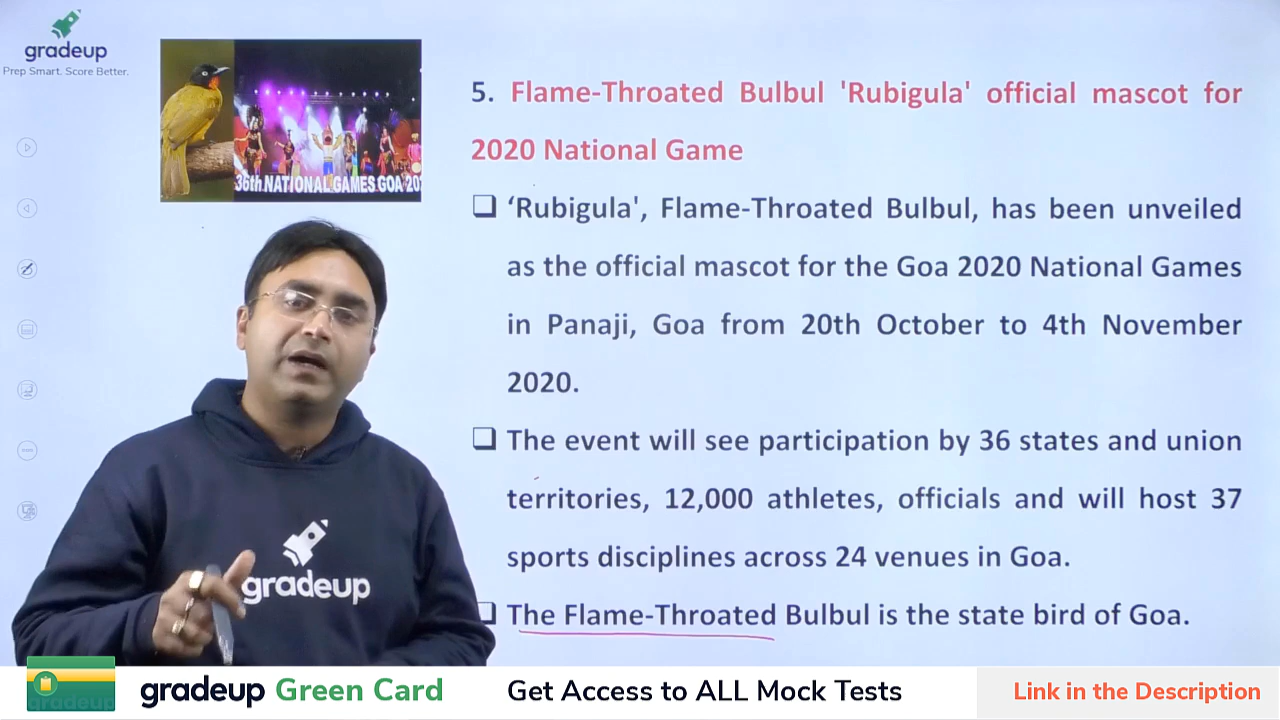 gradeup
Prep Smart. Score Better.
36th NATIONAL GAMES GOA 202
5. Flame-Throated Bulbul 'Rubigula' official mascot for
2020 National Game
❑ ‘Rubigula', Flame-Throated Bulbul, has been unveiled
as the official mascot for the Goa 2020 National Games
in Panaji, Goa from 20th October to 4th November
2020.
❑ The event will see participation by 36 states and union
territories, 12,000 athletes, officials and will host 37
sports disciplines across 24 venues in Goa.
❑ The Flame-Throated Bulbul is the state bird of Goa.
gradeup
gradeup
gradeup Green Card
Get Access to ALL Mock Tests
Link in the Description